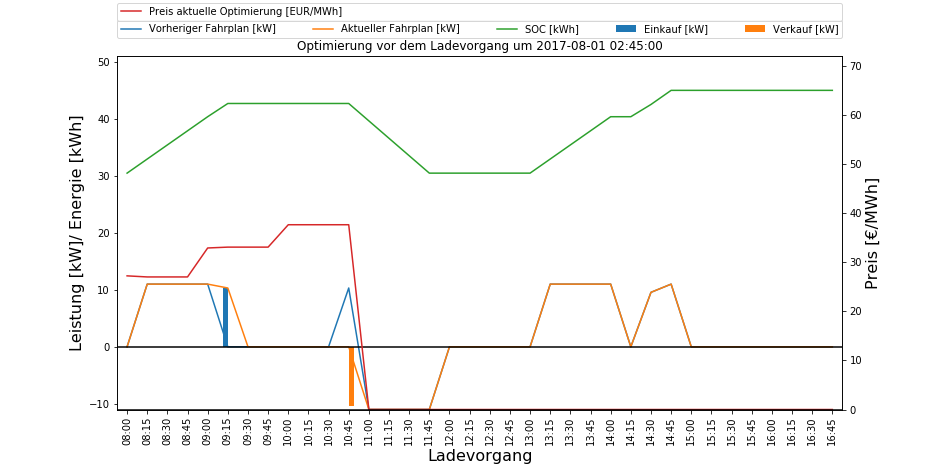 Preis aktuelle Optimierung [EUR/MWh]
Vorheriger Fahrplan [kW] Aktueller Fahrplan [kW] SOC [kWh] Einkauf [kW] Verkauf [kW]
Optimierung vor dem Ladevorgang um 2017-08-01 02:45:00
Leistung [kW]/ Energie [kWh]
50
40
30
20
10
0
−10
70
60
50
40
30
20
10
0
Preis [€/MWh]
08:00 08:15 08:30 08:45 09:00 09:15 09:30 09:45 10:00 10:15 10:30 10:45 11:00 11:15 11:30 11:45 12:00 12:15 12:30 12:45 13:00 13:15 13:30 13:45 14:00 14:15 14:30 14:45 15:00 15:15 15:30 15:45 16:00 16:15 16:30 16:45
Ladevorgang